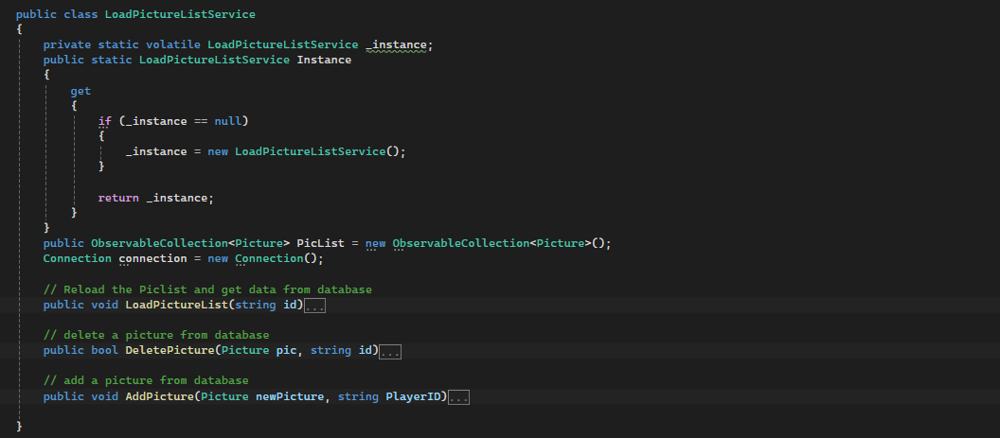 public class LoadPictureListService
{
    private static volatile LoadPictureListService _instance;
    public static LoadPictureListService Instance
    {
        get
        {
            if (_instance == null)
            {
                _instance = new LoadPictureListService();
            }

            return _instance;
        }
    }
    public ObservableCollection<Picture> PicList = new ObservableCollection<Picture>();
    Connection connection = new Connection();

    // Reload the Piclist and get data from database
    public void LoadPictureList(string id)...

    // delete a picture from database
    public bool DeletePicture(Picture pic, string id)...

    // add a picture from database
    public void AddPicture(Picture newPicture, string PlayerID)...

}